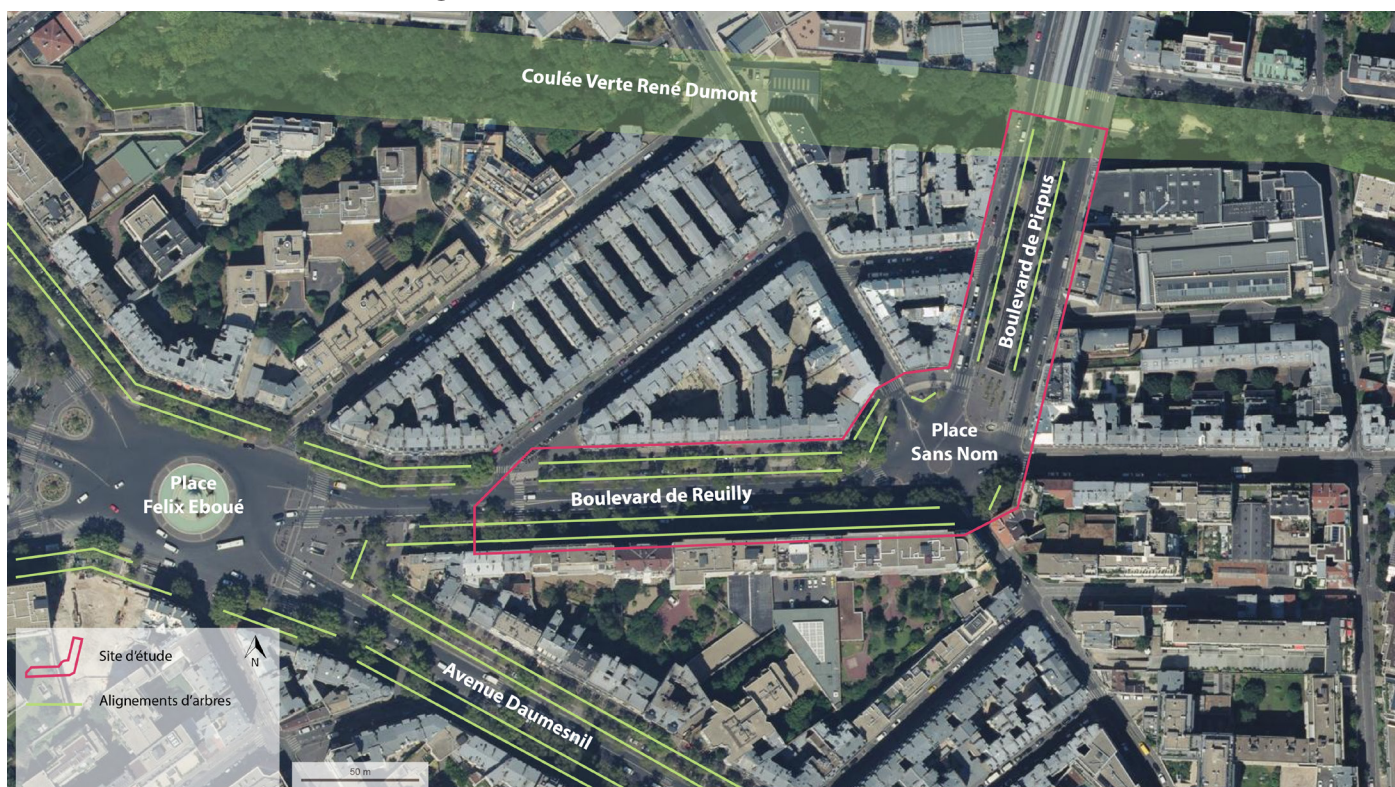 Coulée Verte René Dumont
Boulevard de Picpus
Place
Sans Nom
Place
Felix Eboué
Boulevard de Reuilly
Avenue Daumesnil
Site d'étude
N
Alignements d'arbres
50 m